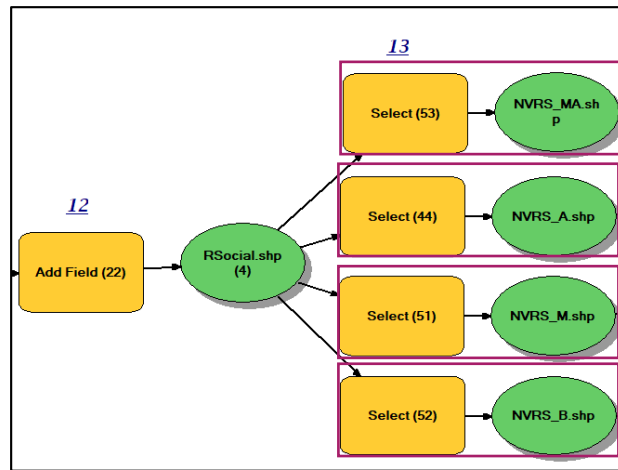 13
Select (53)
NVRS_MA.sh
p
12
Select (44)
NVRS_A.shp
Add Field (22)
RSocial.shp
(4)
Select (51)
NVRS_M.shp
Select (52)
NVRS_B.shp